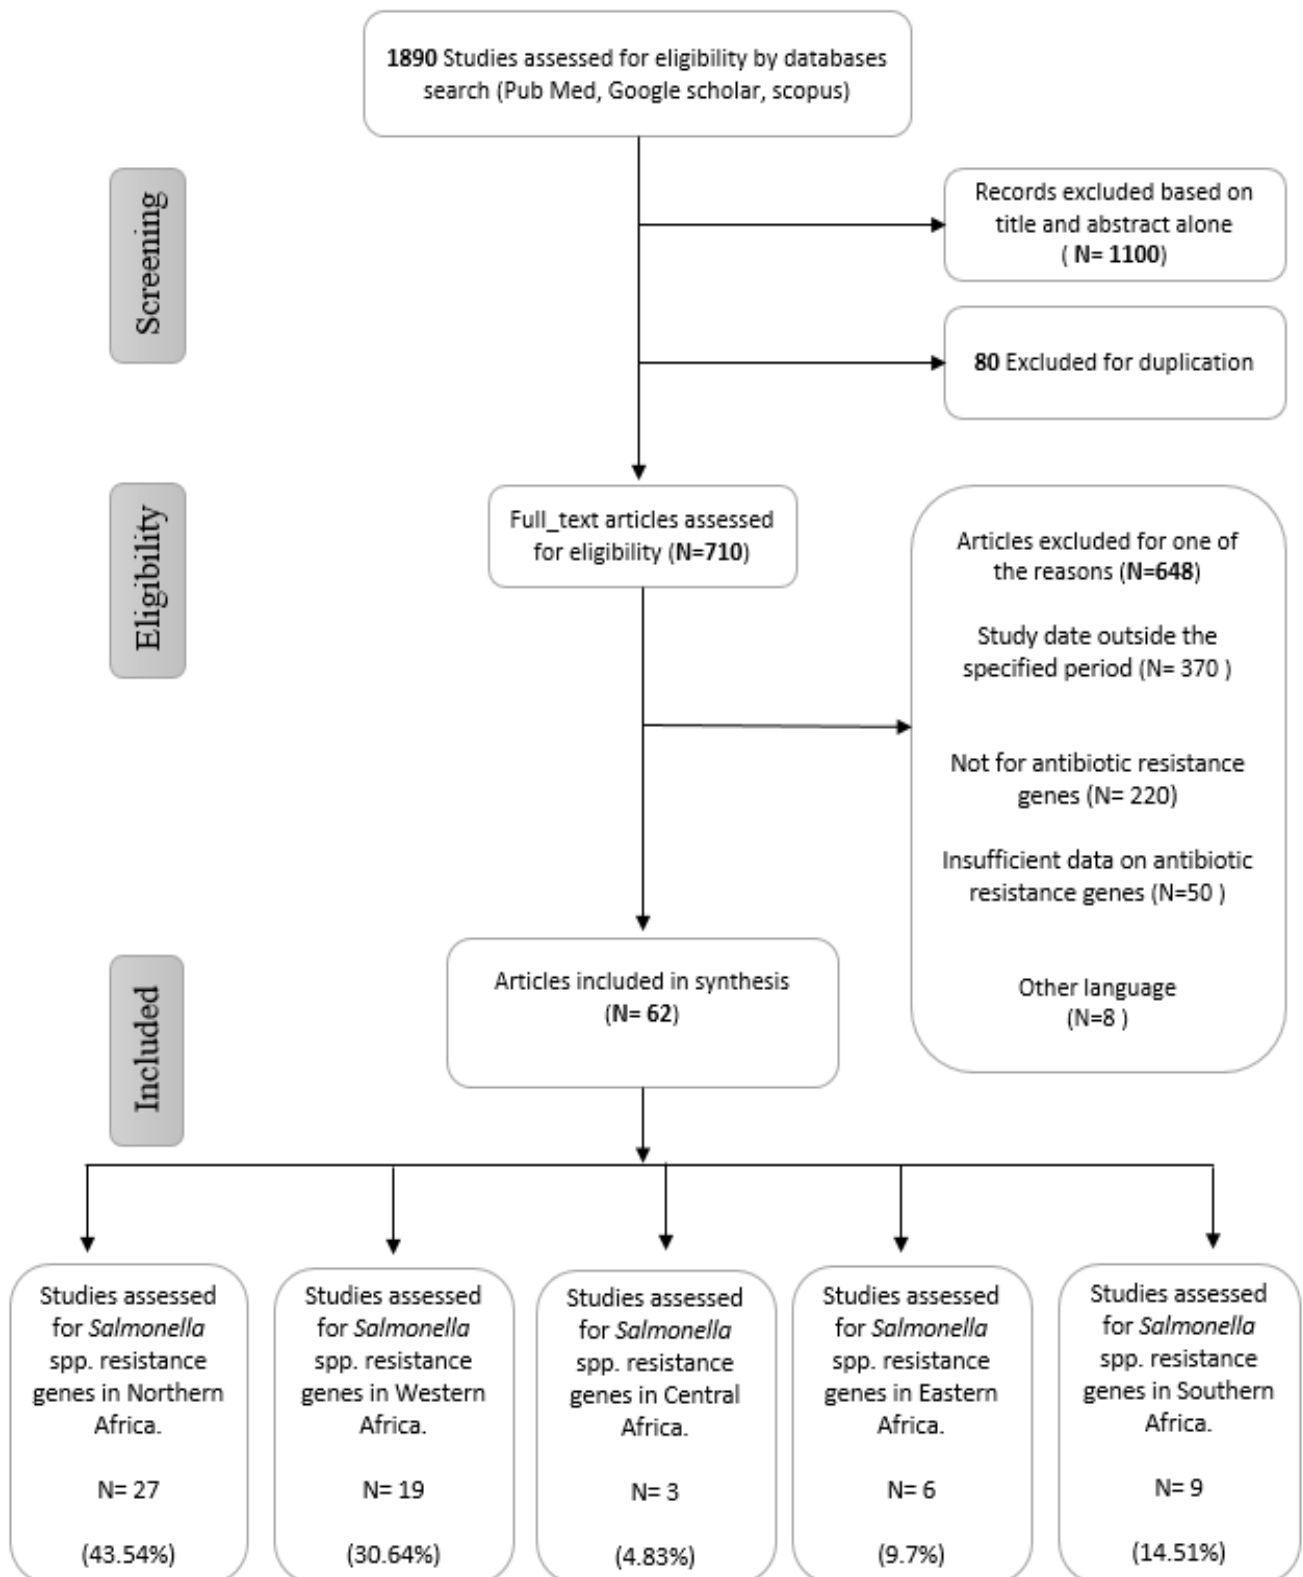 1890 Studies assessed for eligibility by databases
search (Pub Med, Google scholar, scopus)
Screening
Records excluded based on
title and abstract alone
( N= 1100)
80 Excluded for duplication
Eligibility
Full_text articles assessed
for eligibility (N=710)
Articles excluded for one of
the reasons (N=648)
Study date outside the
specified period (N= 370 )
Not for antibiotic resistance
genes (N= 220)
Insufficient data on antibiotic
resistance genes (N=50 )
Other language
(N=8 )
Included
Articles included in synthesis
(N= 62)
Studies assessed
for Salmonella
spp. resistance
genes in Northern
Africa.
N= 27
(43.54%)
Studies assessed
for Salmonella
spp. resistance
genes in Western
Africa.
N= 19
(30.64%)
Studies assessed
for Salmonella
spp. resistance
genes in Central
Africa.
N= 3
(4.83%)
Studies assessed
for Salmonella
spp. resistance
genes in Eastern
Africa.
N= 6
(9.7%)
Studies assessed
for Salmonella
spp. resistance
genes in Southern
Africa.
N= 9
(14.51%)